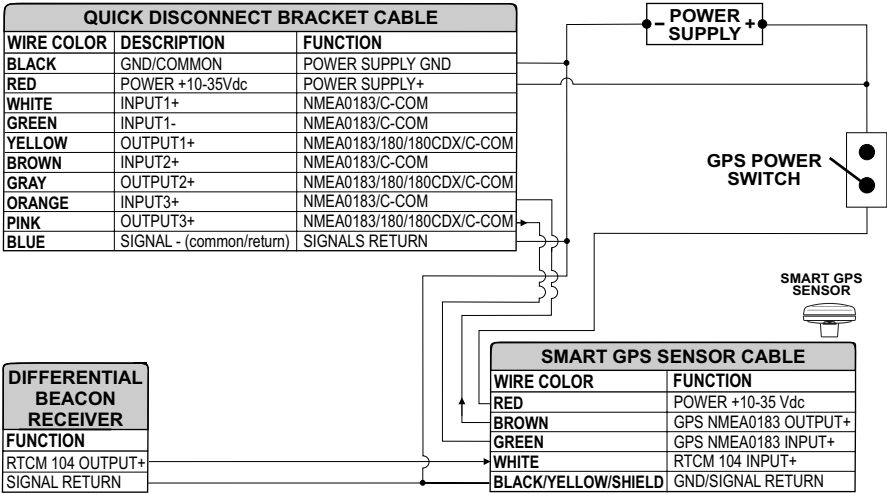 QUICK DISCONNECT BRACKET CABLE
WIRE COLOR DESCRIPTION FUNCTION
BLACK GND/COMMON POWER SUPPLY GND
RED POWER +10-35Vdc POWER SUPPLY+
WHITE INPUT1+ NMEA0183/C-COM
GREEN INPUT1- NMEA0183/C-COM
YELLOW OUTPUT1+ NMEA0183/180/180CDX/C-COM
BROWN INPUT2+ NMEA0183/C-COM
GRAY OUTPUT2+ NMEA0183/180/180CDX/C-COM
ORANGE INPUT3+ NMEA0183/C-COM
PINK OUTPUT3+ NMEA0183/180/180CDX/C-COM
BLUE SIGNAL - (common/return) SIGNALS RETURN
- POWER +
SUPPLY
GPS POWER
SWITCH
SMART GPS
SENSOR
DIFFERENTIAL
BEACON
RECEIVER
FUNCTION
RTCM 104 OUTPUT+
SIGNAL RETURN
SMART GPS SENSOR CABLE
WIRE COLOR FUNCTION
RED POWER +10-35 Vdc
BROWN GPS NMEA0183 OUTPUT+
GREEN GPS NMEA0183 INPUT+
WHITE RTCM 104 INPUT+
BLACK/YELLOW/SHIELD GND/SIGNAL RETURN